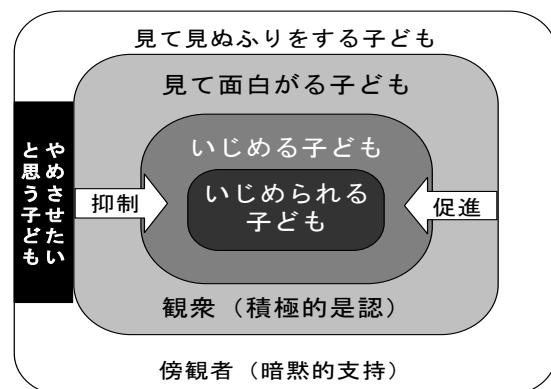 見て見ぬふりをする子ども
見て面白がる子ども
いじめる子ども
いじめられる
子ども
やめさせたい
と思う子ども
抑制
促進
観衆（積極的是認）
傍観者（暗黙的支持）